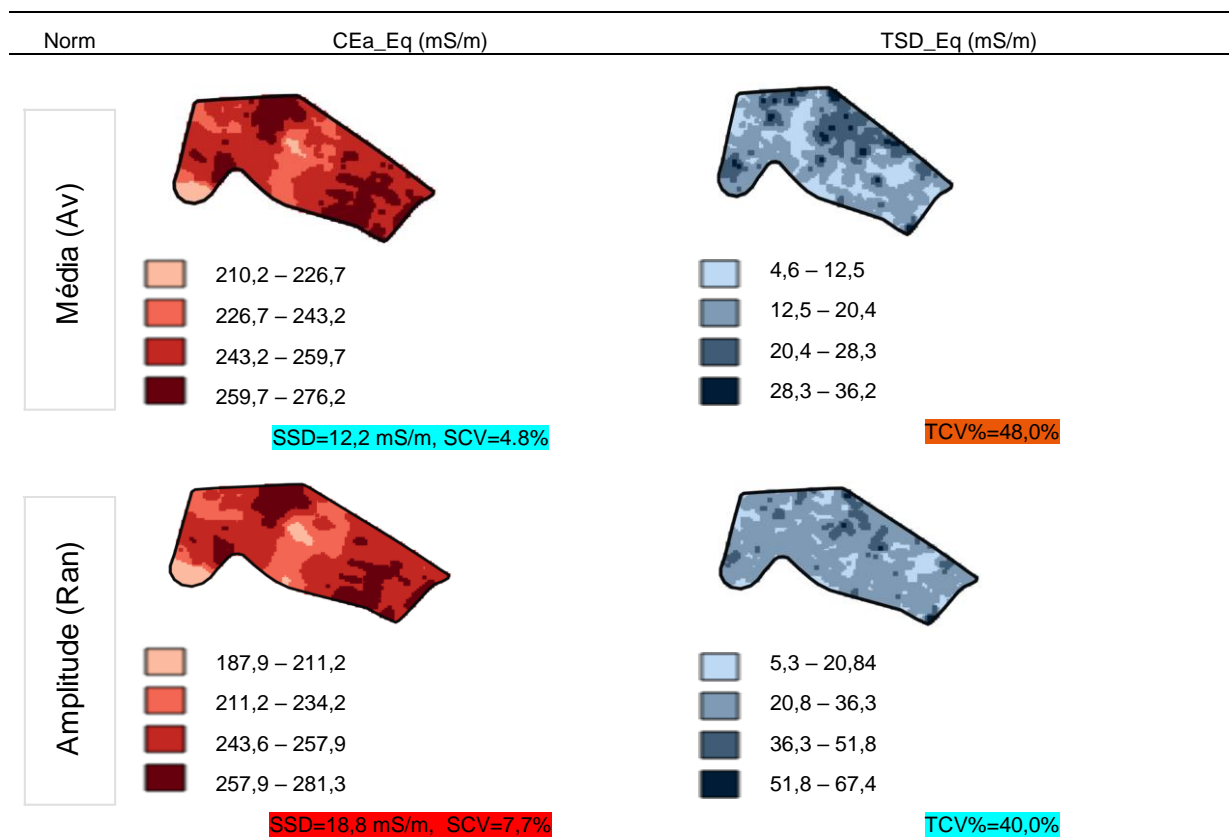 Norm CEa_Eq (mS/m) TSD_Eq (mS/m)
Média (Av)
210,2 – 226,7
226,7 – 243,2
243,2 – 259,7
259,7 – 276,2
SSD=12,2 mS/m, SCV=4.8%
4,6 – 12,5
12,5 – 20,4
20,4 – 28,3
28,3 – 36,2
TCV%=48,0%
Amplitude (Ran)
187,9 – 211,2
211,2 – 234,2
243,6 – 257,9
257,9 – 281,3
SSD=18,8 mS/m, SCV=7,7%
5,3 – 20,84
20,8 – 36,3
36,3 – 51,8
51,8 – 67,4
TCV%=40,0%